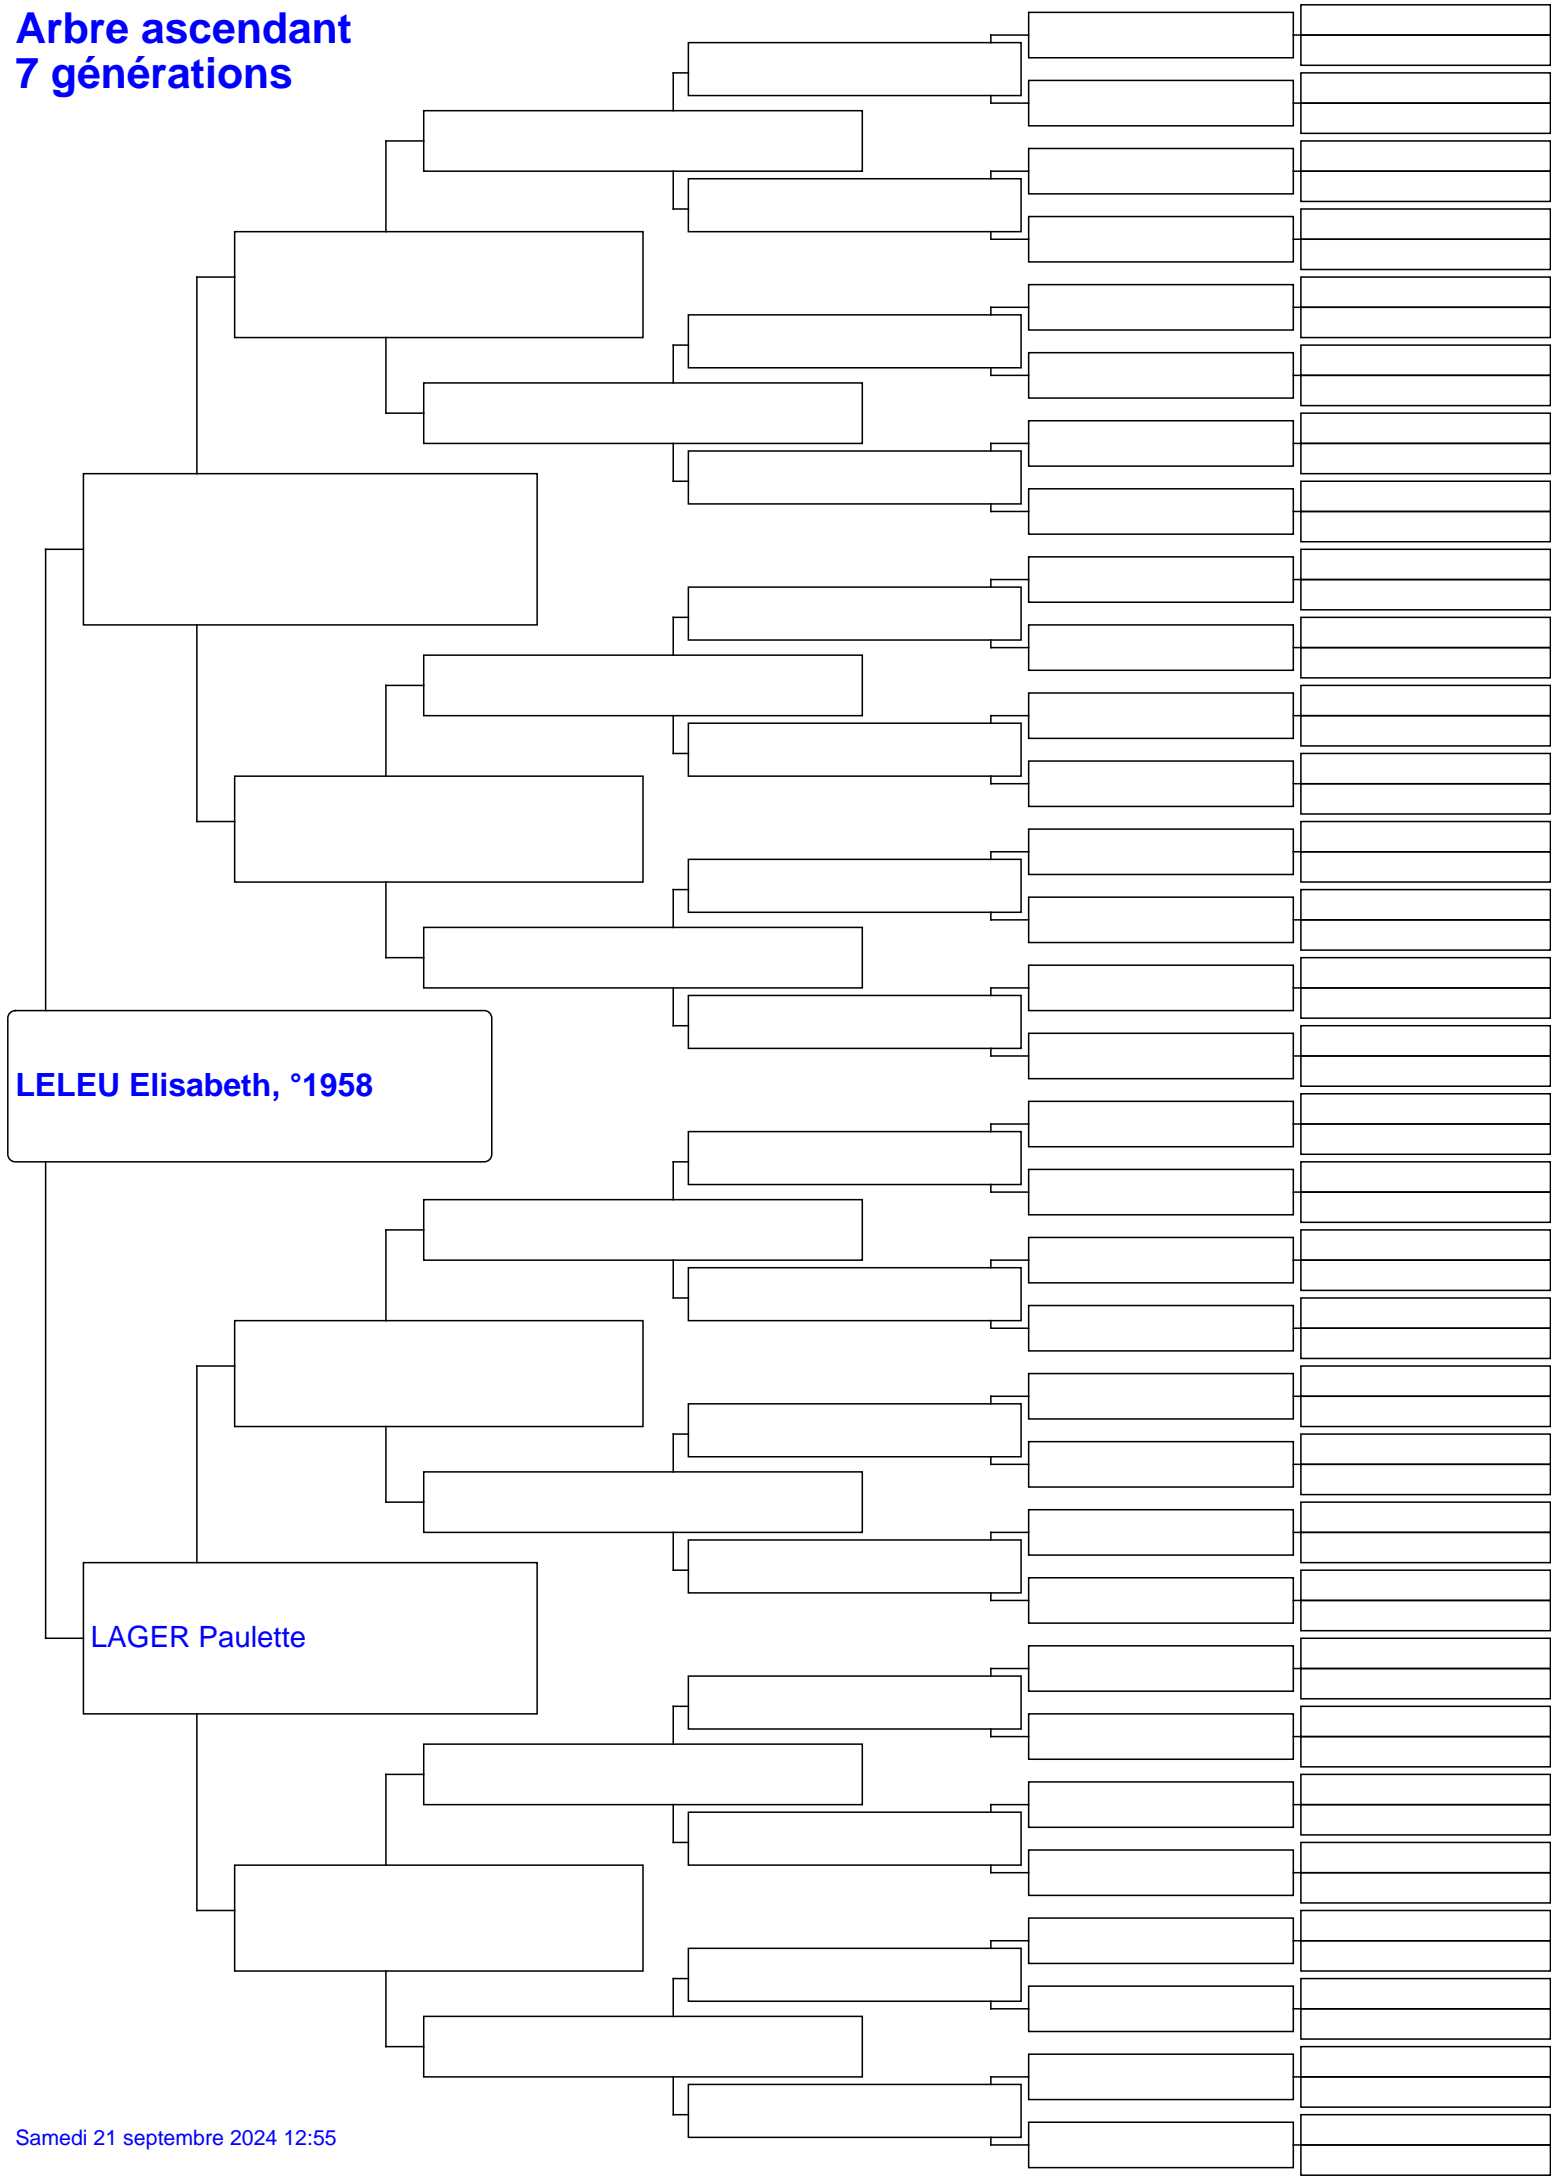 Arbre ascendant
7 générations
LELEU Elisabeth, °1958
LAGER Paulette
Samedi 21 septembre 2024 12:55